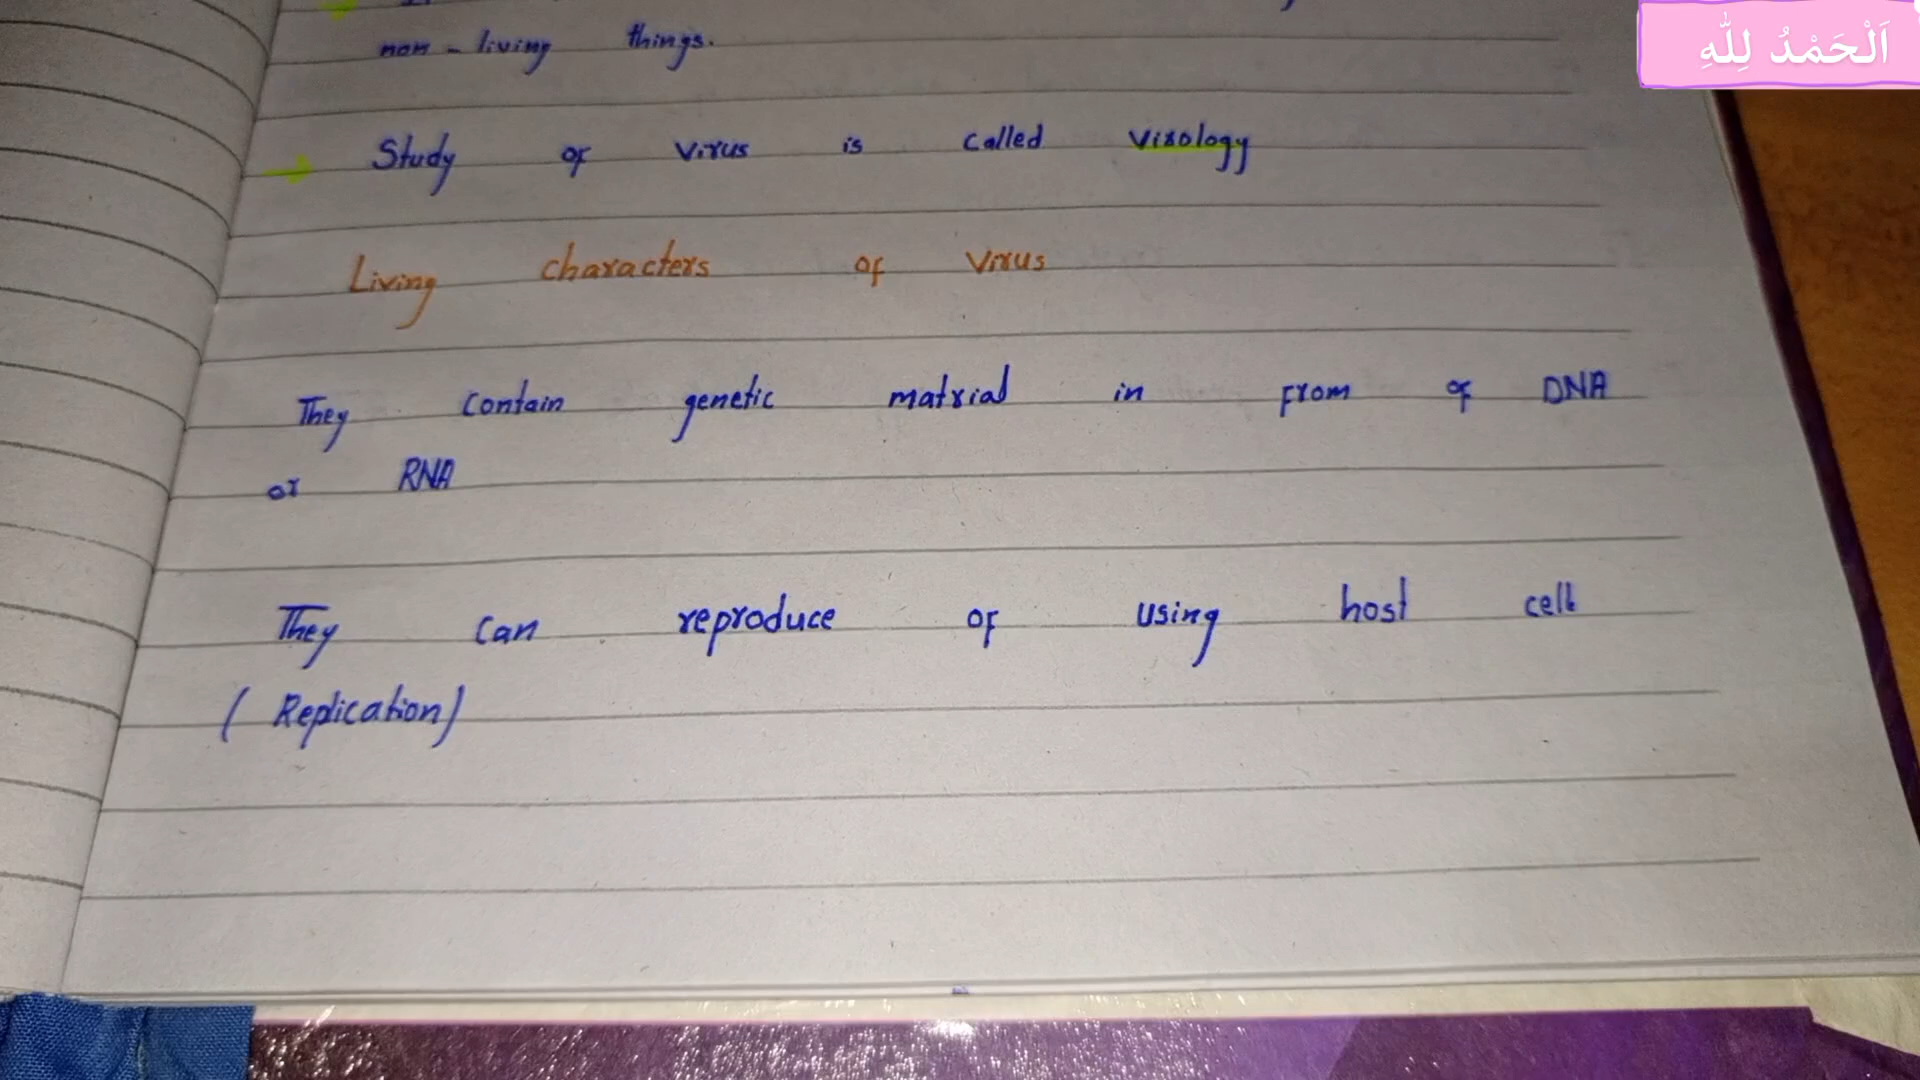 اَلْحَمْدُ لِلّٰهِ
non-living things.
→ Study of virus is called virology
Living characters of virus
They contain genetic matrial in from of DNA
or RNA
They can reproduce of using host cell
( Replication)